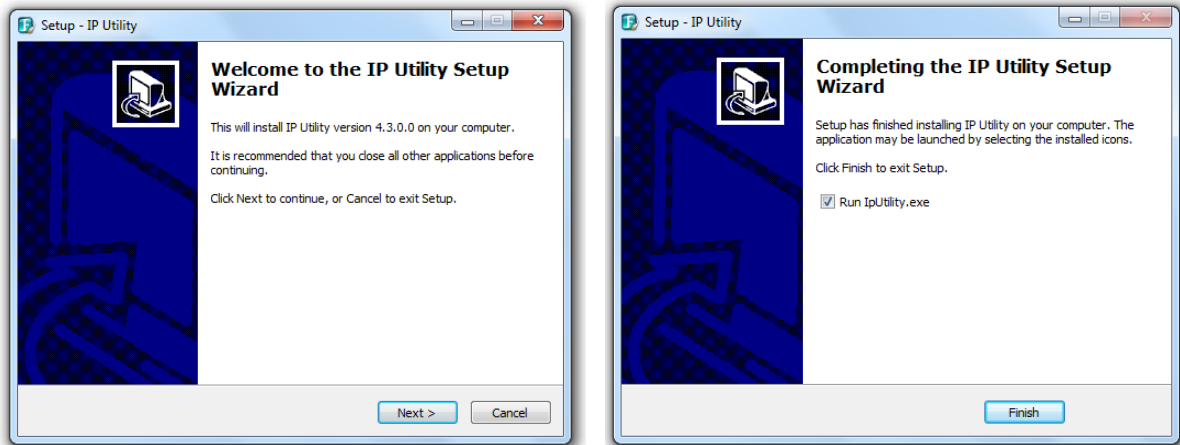 Setup - IP Utility
Welcome to the IP Utility Setup
Wizard
This will install IP Utility version 4.3.0.0 on your computer.
It is recommended that you close all other applications before
continuing.
Click Next to continue, or Cancel to exit Setup.
Next >
Cancel
Setup - IP Utility
Completing the IP Utility Setup
Wizard
Setup has finished installing IP Utility on your computer. The
application may be launched by selecting the installed icons.
Click Finish to exit Setup.
Run IpUtility.exe
Finish